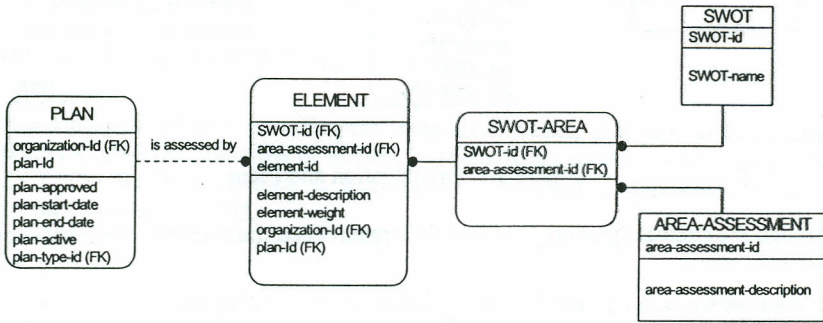 PLAN
organization-Id (FK)
plan-Id
plan-approved
plan-start-date
plan-end-date
plan-active
plan-type-id (FK)
is assessed by
ELEMENT
SWOT-id (FK)
area-assessment-id (FK)
element-id
element-description
element-weight
organization-Id (FK)
plan-Id (FK)
SWOT-AREA
SWOT-id (FK)
area-assessment-id (FK)
SWOT
SWOT-id
SWOT-name
AREA-ASSESSMENT
area-assessment-id
area-assessment-description